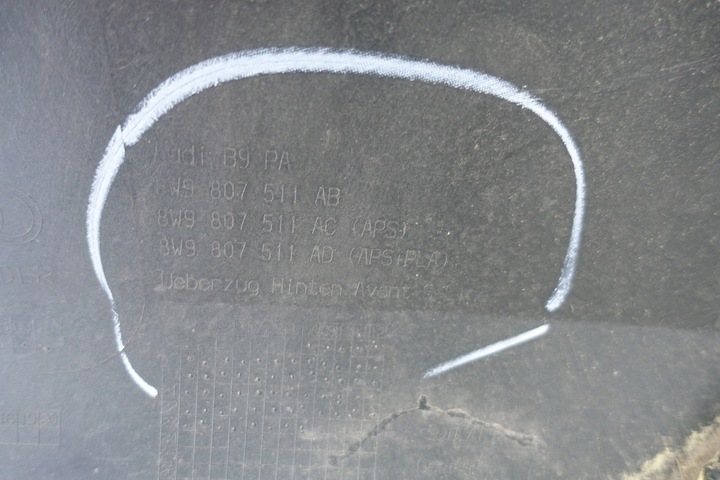 Audi B9 PA
8W9 807 511 AB
8W9 807 511 AC (APS)
8W9 807 511 AD (APS+PLA)
Ueberzug Hinten Avant S-Line